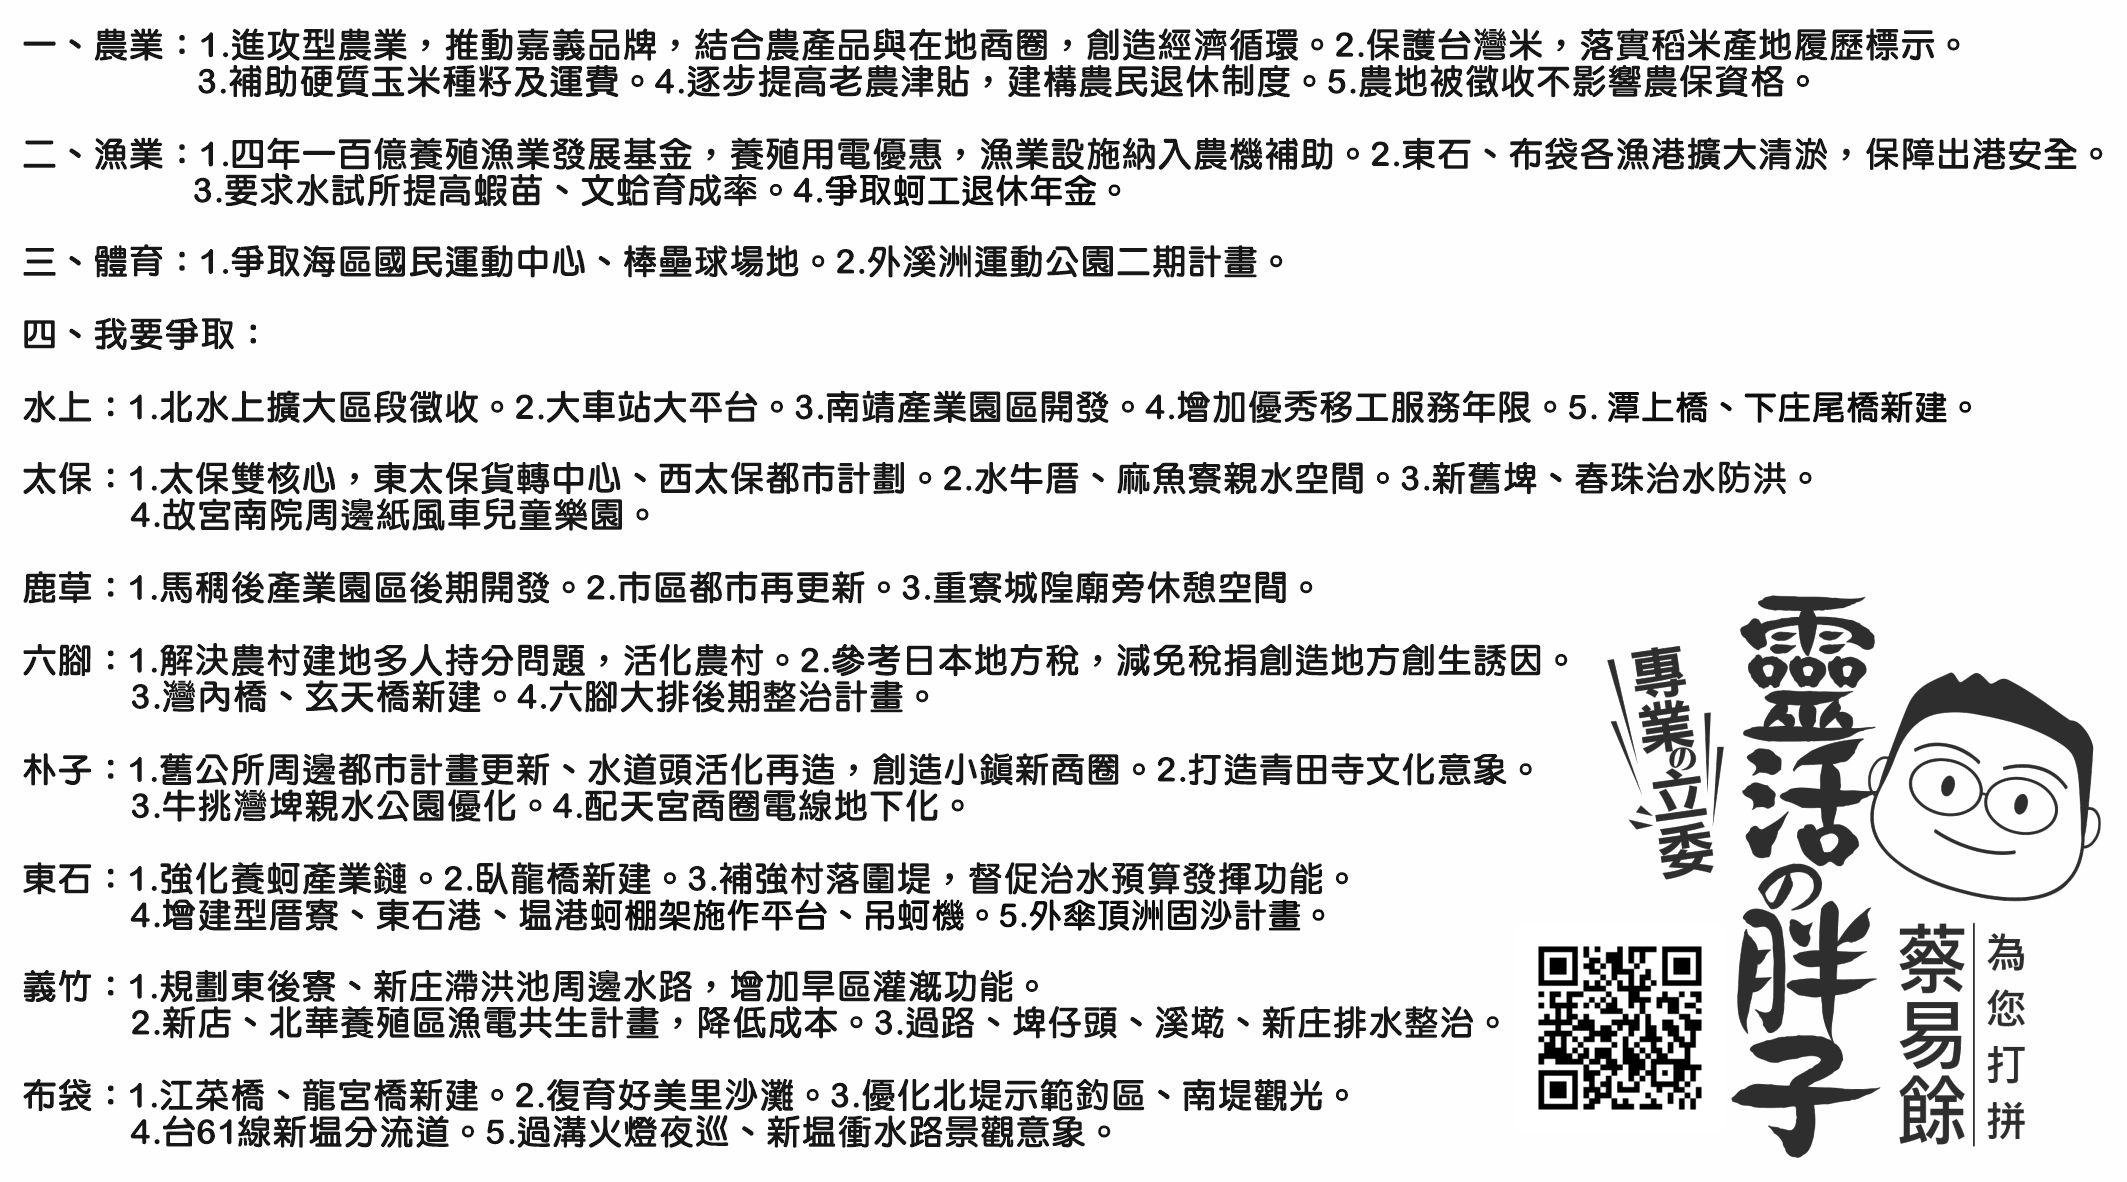 一、農業：1.進攻型農業，推動嘉義品牌，結合農產品與在地商圈，創造經濟循環。2.保護台灣米，落實稻米產地履歷標示。
3.補助硬質玉米種籽及運費。4.逐步提高老農津貼，建構農民退休制度。5.農地被徵收不影響農保資格。
二、漁業：1.四年一百億養殖漁業發展基金，養殖用電優惠，漁業設施納入農機補助。2.東石、布袋各漁港擴大清淤，保障出港安全。
3.要求水試所提高蝦苗、文蛤育成率。4.爭取蚵工退休年金。
三、體育：1.爭取海區國民運動中心、棒壘球場地。2.外溪洲運動公園二期計畫。
四、我要爭取：
水上：1.北水上擴大區段徵收。2.大車站大平台。3.南靖產業園區開發。4.增加優秀移工服務年限。5. 潭上橋、下庄尾橋新建。
太保：1.太保雙核心，東太保貨轉中心、西太保都市計劃。2.水牛厝、麻魚寮親水空間。3.新舊埤、春珠治水防洪。
4.故宮南院周邊紙風車兒童樂園。
鹿草：1.馬稠後產業園區後期開發。2.市區都市再更新。3.重寮城隍廟旁休憩空間。
六腳：1.解決農村建地多人持分問題，活化農村。2.參考日本地方稅，減免稅捐創造地方創生誘因。
3.灣內橋、玄天橋新建。4.六腳大排後期整治計畫。
朴子：1.舊公所周邊都市計畫更新、水道頭活化再造，創造小鎮新商圈。2.打造青田寺文化意象。
3.牛挑灣埤親水公園優化。4.配天宮商圈電線地下化。
東石：1.強化養蚵產業鏈。2.臥龍橋新建。3.補強村落圍堤，督促治水預算發揮功能。
4.增建型厝寮、東石港、塭港蚵棚架施作平台、吊蚵機。5.外傘頂洲固沙計畫。
義竹：1.規劃東後寮、新庄滯洪池周邊水路，增加旱區灌溉功能。
2.新店、北華養殖區漁電共生計畫，降低成本。3.過路、埤仔頭、溪墘、新庄排水整治。
布袋：1.江菜橋、龍宮橋新建。2.復育好美里沙灘。3.優化北堤示範釣區、南堤觀光。
4.台61線新塭分流道。5.過溝火燈夜巡、新塭衝水路景觀意象。
專業の立委
靈活の胖子
蔡易餘
為您打拼